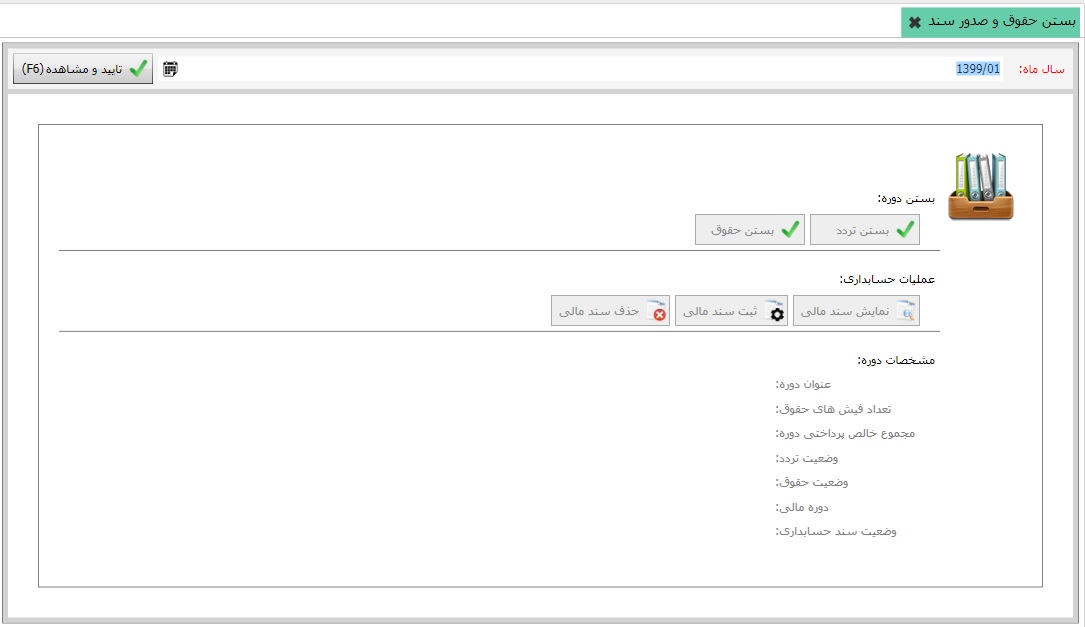 بستن حقوق و صدور سند
سال ماه: 1399/01 تایید و مشاهده (F6)
بستن دوره:
بستن تردد بستن حقوق
عملیات حسابداری:
نمایش سند مالی ثبت سند مالی حذف سند مالی
مشخصات دوره:
عنوان دوره:
تعداد فیش های حقوق:
مجموع خالص پرداختی دوره:
وضعیت تردد:
وضعیت حقوق:
دوره مالی:
وضعیت سند حسابداری: